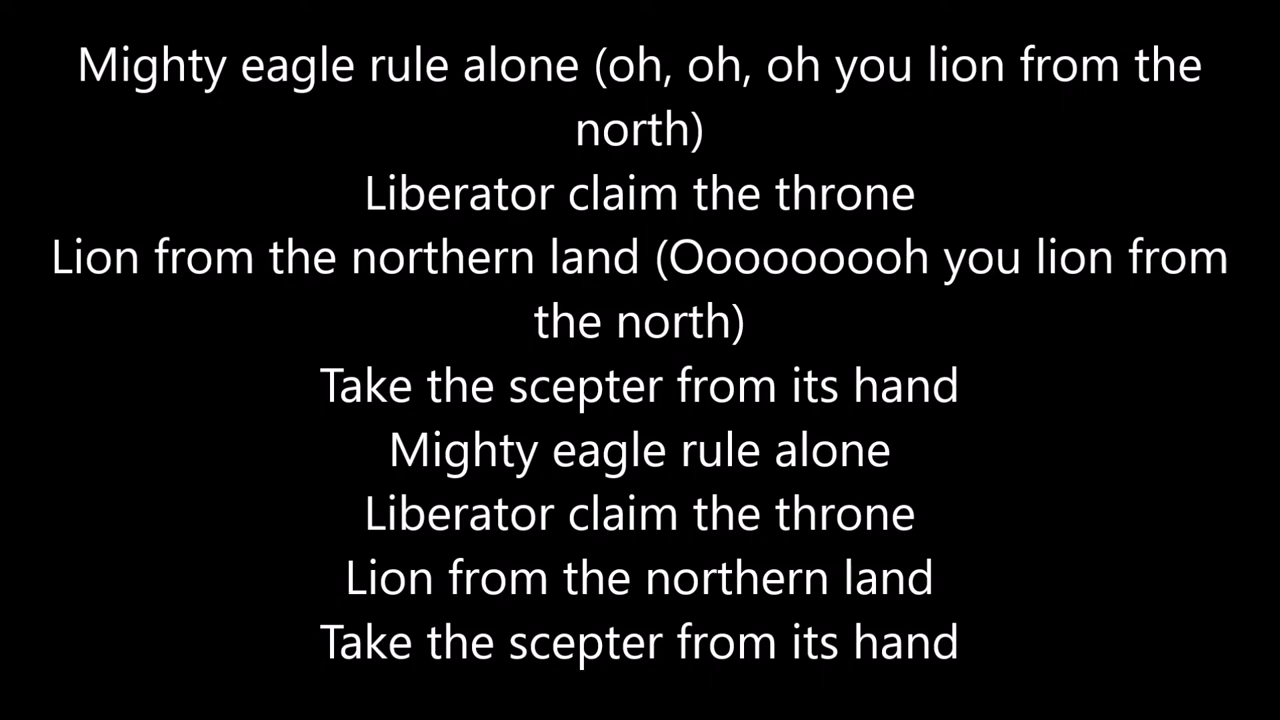 Mighty eagle rule alone (oh, oh, oh you lion from the
north)
Liberator claim the throne
Lion from the northern land (Ooooooooh you lion from
the north)
Take the scepter from its hand
Mighty eagle rule alone
Liberator claim the throne
Lion from the northern land
Take the scepter from its hand